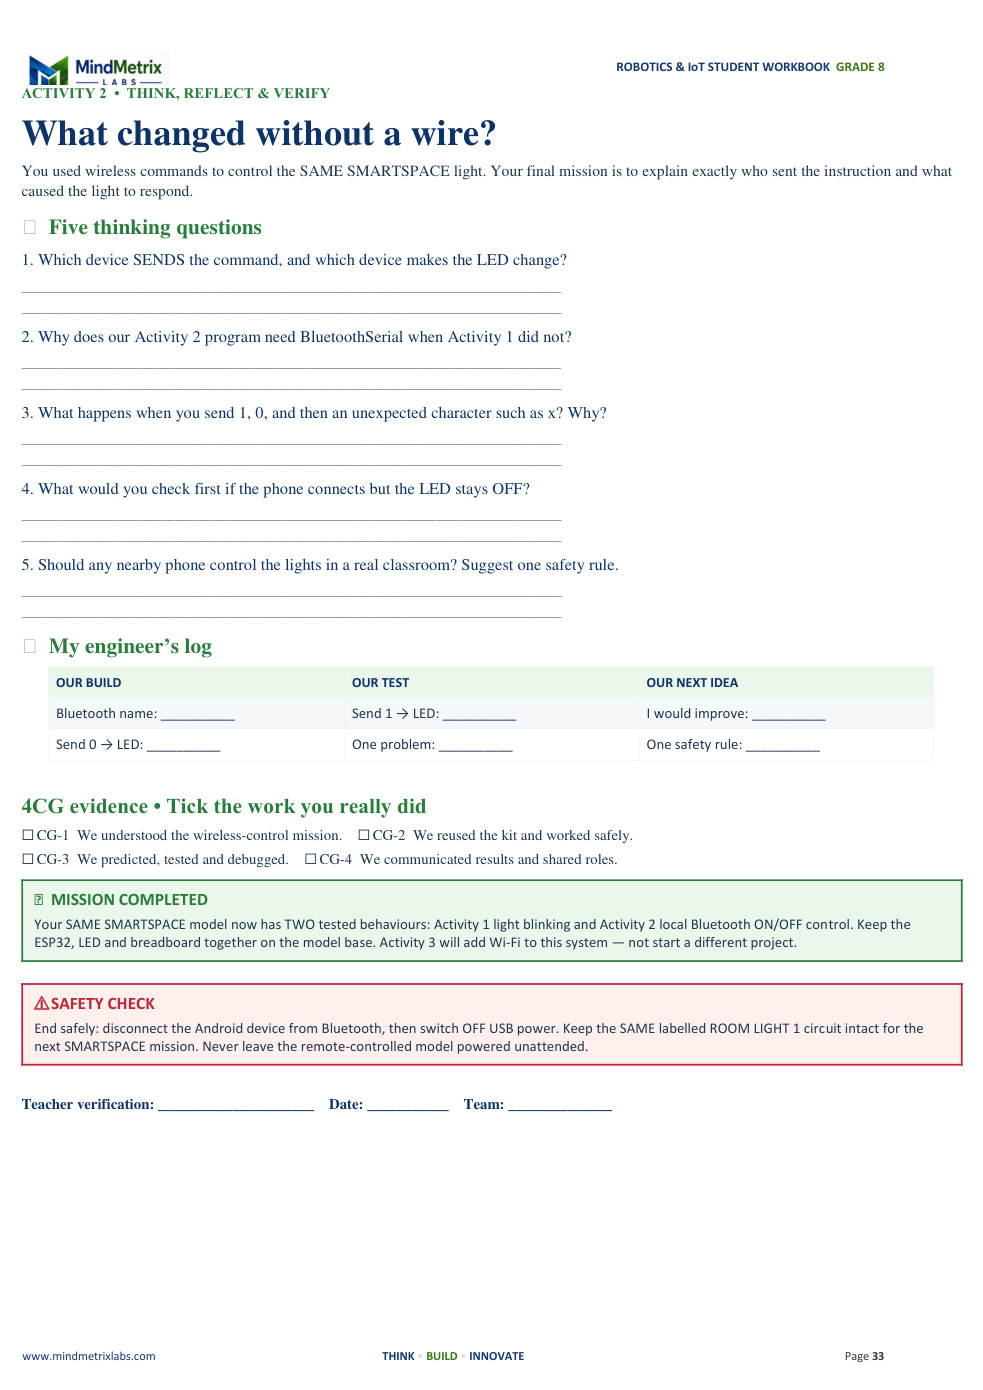 MindMetrix
LABS
ROBOTICS & IoT STUDENT WORKBOOK GRADE 8
ACTIVITY 2 • THINK, REFLECT & VERIFY
What changed without a wire?
You used wireless commands to control the SAME SMARTSPACE light. Your final mission is to explain exactly who sent the instruction and what
caused the light to respond.
Five thinking questions
1. Which device SENDS the command, and which device makes the LED change?
2. Why does our Activity 2 program need BluetoothSerial when Activity 1 did not?
3. What happens when you send 1, 0, and then an unexpected character such as x? Why?
4. What would you check first if the phone connects but the LED stays OFF?
5. Should any nearby phone control the lights in a real classroom? Suggest one safety rule.
My engineer’s log
OUR BUILD OUR TEST OUR NEXT IDEA
Bluetooth name: __________ Send 1 → LED: __________ I would improve: __________
Send 0 → LED: __________ One problem: __________ One safety rule: __________
4CG evidence • Tick the work you really did
☐ CG-1 We understood the wireless-control mission. ☐ CG-2 We reused the kit and worked safely.
☐ CG-3 We predicted, tested and debugged. ☐ CG-4 We communicated results and shared roles.
MISSION COMPLETED
Your SAME SMARTSPACE model now has TWO tested behaviours: Activity 1 light blinking and Activity 2 local Bluetooth ON/OFF control. Keep the
ESP32, LED and breadboard together on the model base. Activity 3 will add Wi-Fi to this system — not start a different project.
⚠SAFETY CHECK
End safely: disconnect the Android device from Bluetooth, then switch OFF USB power. Keep the SAME labelled ROOM LIGHT 1 circuit intact for the
next SMARTSPACE mission. Never leave the remote-controlled model powered unattended.
Teacher verification: _____________________ Date: ___________ Team: ______________
www.mindmetrixlabs.com THINK • BUILD • INNOVATE Page 33